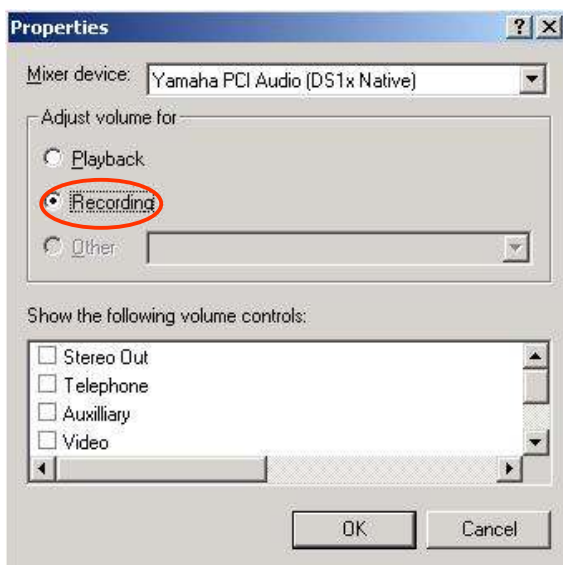 Properties
Mixer device: Yamaha PCI Audio (DS1x Native)
Adjust volume for
Playback
Recording
Other
Show the following volume controls:
Stereo Out
Telephone
Auxilliary
Video
OK Cancel